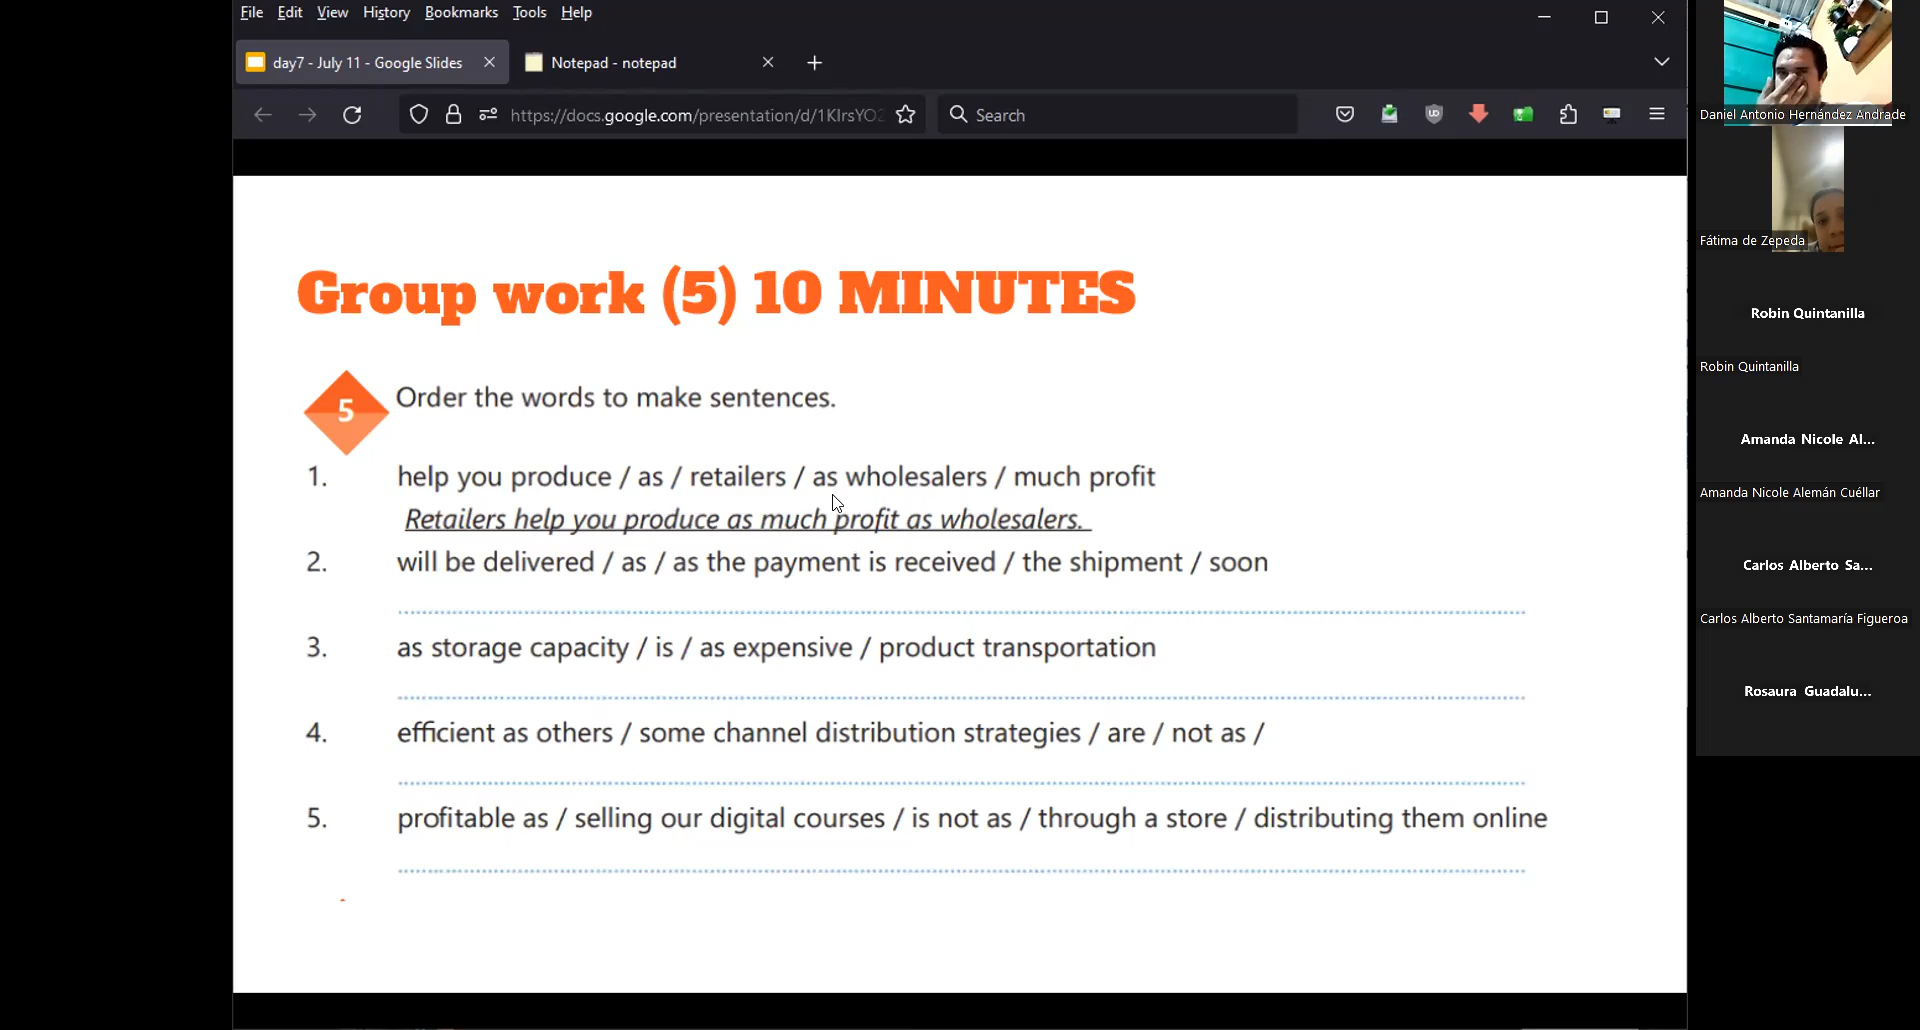 File Edit View History Bookmarks Tools Help
day7 - July 11 - Google Slides
Notepad - notepad
https://docs.google.com/presentation/d/1KIrsYO
Search
Group work (5) 10 MINUTES
5 Order the words to make sentences.
1. help you produce / as / retailers / as wholesalers / much profit
Retailers help you produce as much profit as wholesalers.
2. will be delivered / as / as the payment is received / the shipment / soon
3. as storage capacity / is / as expensive / product transportation
4. efficient as others / some channel distribution strategies / are / not as /
5. profitable as / selling our digital courses / is not as / through a store / distributing them online
Daniel Antonio Hernández Andrade
Fátima de Zepeda
Robin Quintanilla
Robin Quintanilla
Amanda Nicole Al...
Amanda Nicole Alemán Cuéllar
Carlos Alberto Sa...
Carlos Alberto Santamaría Figueroa
Rosaura Guadalu...